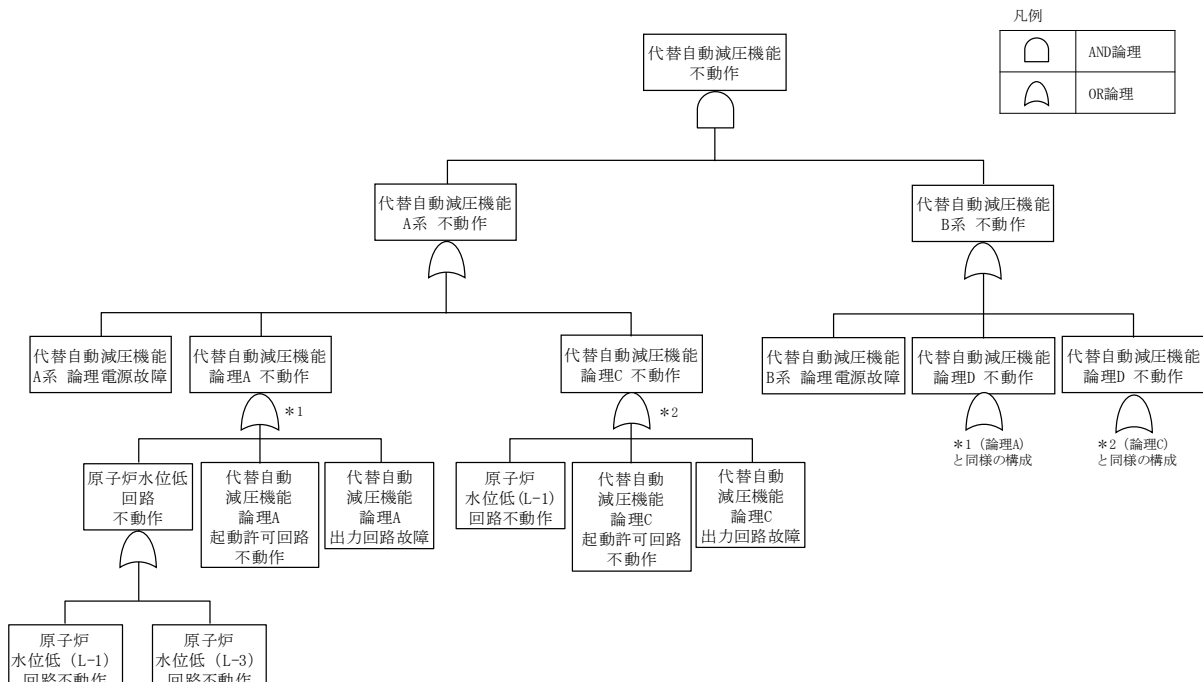 凡例
AND論理
OR論理
代替自動減圧機能
不動作
代替自動減圧機能
A系 不動作
代替自動減圧機能
B系 不動作
代替自動減圧機能
A系 論理電源故障
代替自動減圧機能
論理A 不動作
代替自動減圧機能
論理C 不動作
代替自動減圧機能
B系 論理電源故障
代替自動減圧機能
論理D 不動作
代替自動減圧機能
論理D 不動作
＊1
＊2
＊1 (論理A)
と同様の構成
＊2 (論理C)
と同様の構成
原子炉水位低
回路
不動作
代替自動
減圧機能
論理A
起動許可回路
不動作
代替自動
減圧機能
論理A
出力回路故障
原子炉
水位低(L-1)
回路不動作
代替自動
減圧機能
論理C
起動許可回路
不動作
代替自動
減圧機能
論理C
出力回路故障
原子炉
水位低 (L-1)
回路不動作
原子炉
水位低 (L-3)
回路不動作